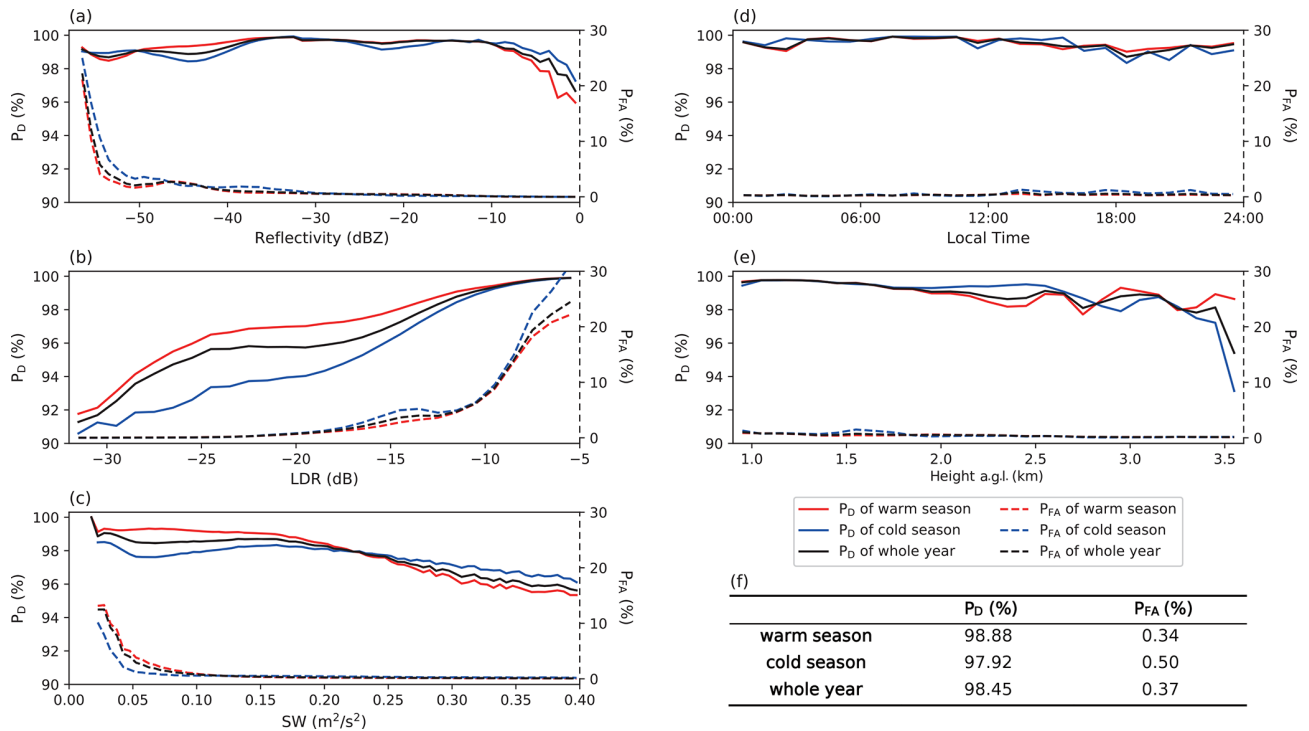 (a)
100
98
96
94
92
90
P_D (%)
30
20
10
0
P_FA (%)
−50 −40 −30 −20 −10 0
Reflectivity (dBZ)
(b)
100
98
96
94
92
90
P_D (%)
30
20
10
0
P_FA (%)
−30 −25 −20 −15 −10 −5
LDR (dB)
(c)
100
98
96
94
92
90
P_D (%)
30
20
10
0
P_FA (%)
0.00 0.05 0.10 0.15 0.20 0.25 0.30 0.35 0.40
SW (m²/s²)
(d)
100
98
96
94
92
90
P_D (%)
30
20
10
0
P_FA (%)
00:00 06:00 12:00 18:00 24:00
Local Time
(e)
100
98
96
94
92
90
P_D (%)
30
20
10
0
P_FA (%)
1.0 1.5 2.0 2.5 3.0 3.5
Height a.g.l. (km)
P_D of warm season P_FA of warm season
P_D of cold season P_FA of cold season
P_D of whole year P_FA of whole year
(f)
P_D (%) P_FA (%)
warm season 98.88 0.34
cold season 97.92 0.50
whole year 98.45 0.37